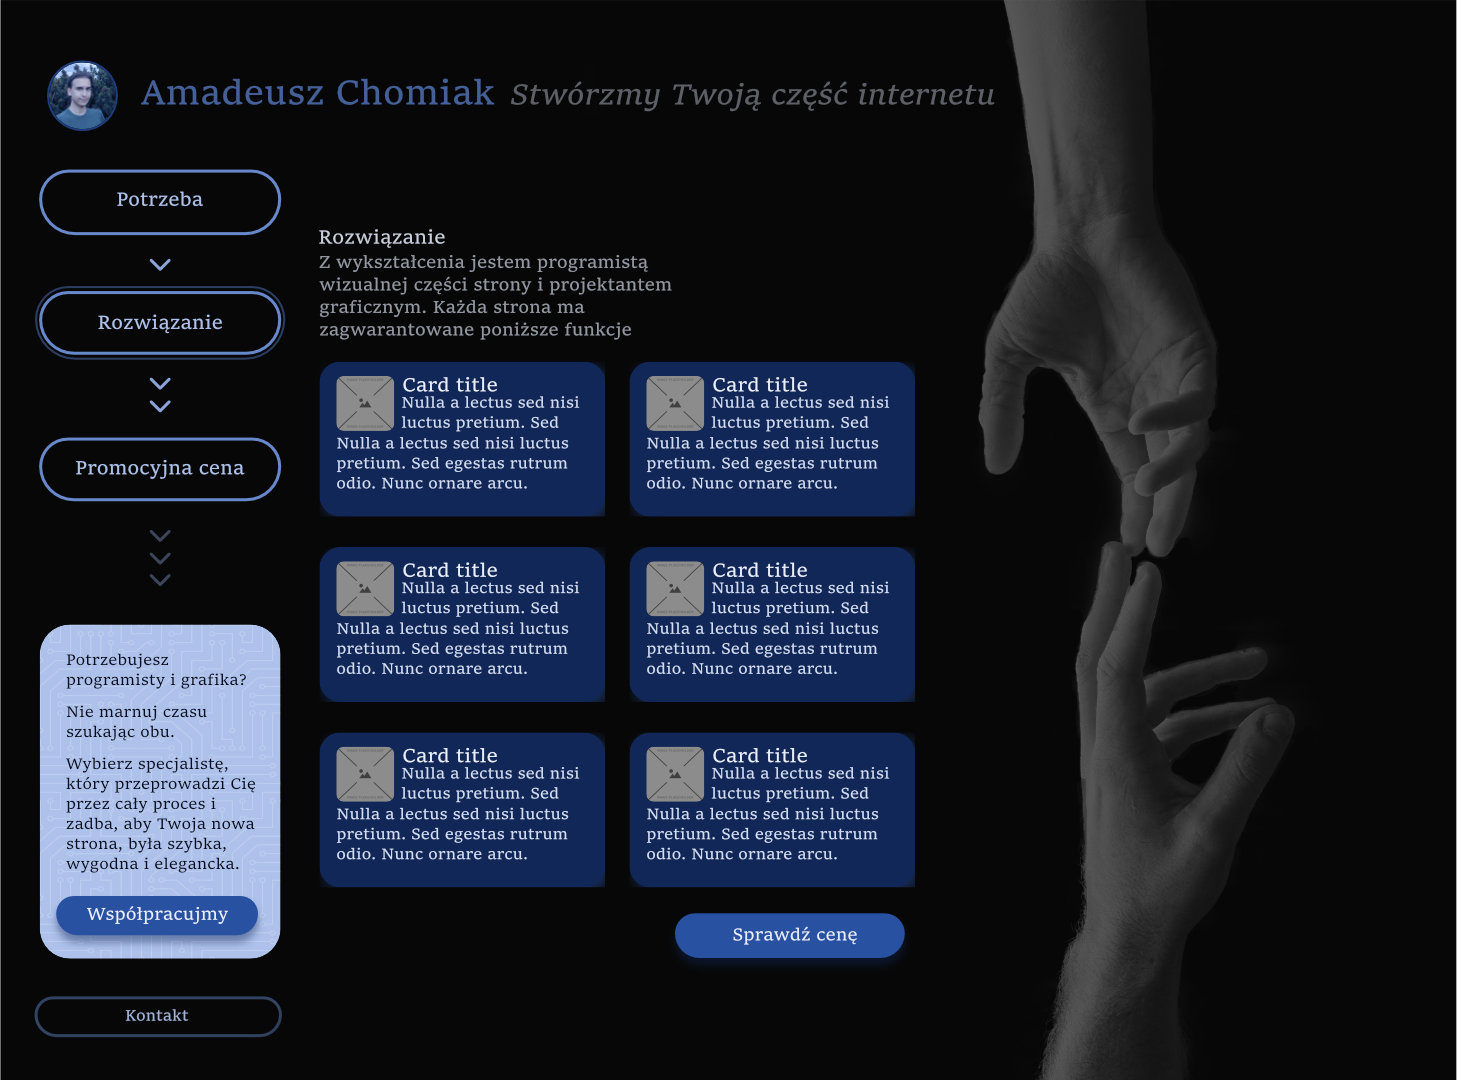 Amadeusz Chomiak Stwórzmy Twoją część internetu
Potrzeba
Rozwiązanie
Promocyjna cena
Potrzebujesz
programisty i grafika?
Nie marnuj czasu
szukając obu.
Wybierz specjalistę,
który przeprowadzi Cię
przez cały proces i
zadba, aby Twoja nowa
strona, była szybka,
wygodna i elegancka.
Współpracujmy
Kontakt
Rozwiązanie
Z wykształcenia jestem programistą
wizualnej części strony i projektantem
graficznym. Każda strona ma
zagwarantowane poniższe funkcje
Card title
Nulla a lectus sed nisi
luctus pretium. Sed
Nulla a lectus sed nisi luctus
pretium. Sed egestas rutrum
odio. Nunc ornare arcu.
Card title
Nulla a lectus sed nisi
luctus pretium. Sed
Nulla a lectus sed nisi luctus
pretium. Sed egestas rutrum
odio. Nunc ornare arcu.
Card title
Nulla a lectus sed nisi
luctus pretium. Sed
Nulla a lectus sed nisi luctus
pretium. Sed egestas rutrum
odio. Nunc ornare arcu.
Card title
Nulla a lectus sed nisi
luctus pretium. Sed
Nulla a lectus sed nisi luctus
pretium. Sed egestas rutrum
odio. Nunc ornare arcu.
Card title
Nulla a lectus sed nisi
luctus pretium. Sed
Nulla a lectus sed nisi luctus
pretium. Sed egestas rutrum
odio. Nunc ornare arcu.
Card title
Nulla a lectus sed nisi
luctus pretium. Sed
Nulla a lectus sed nisi luctus
pretium. Sed egestas rutrum
odio. Nunc ornare arcu.
Sprawdź cenę